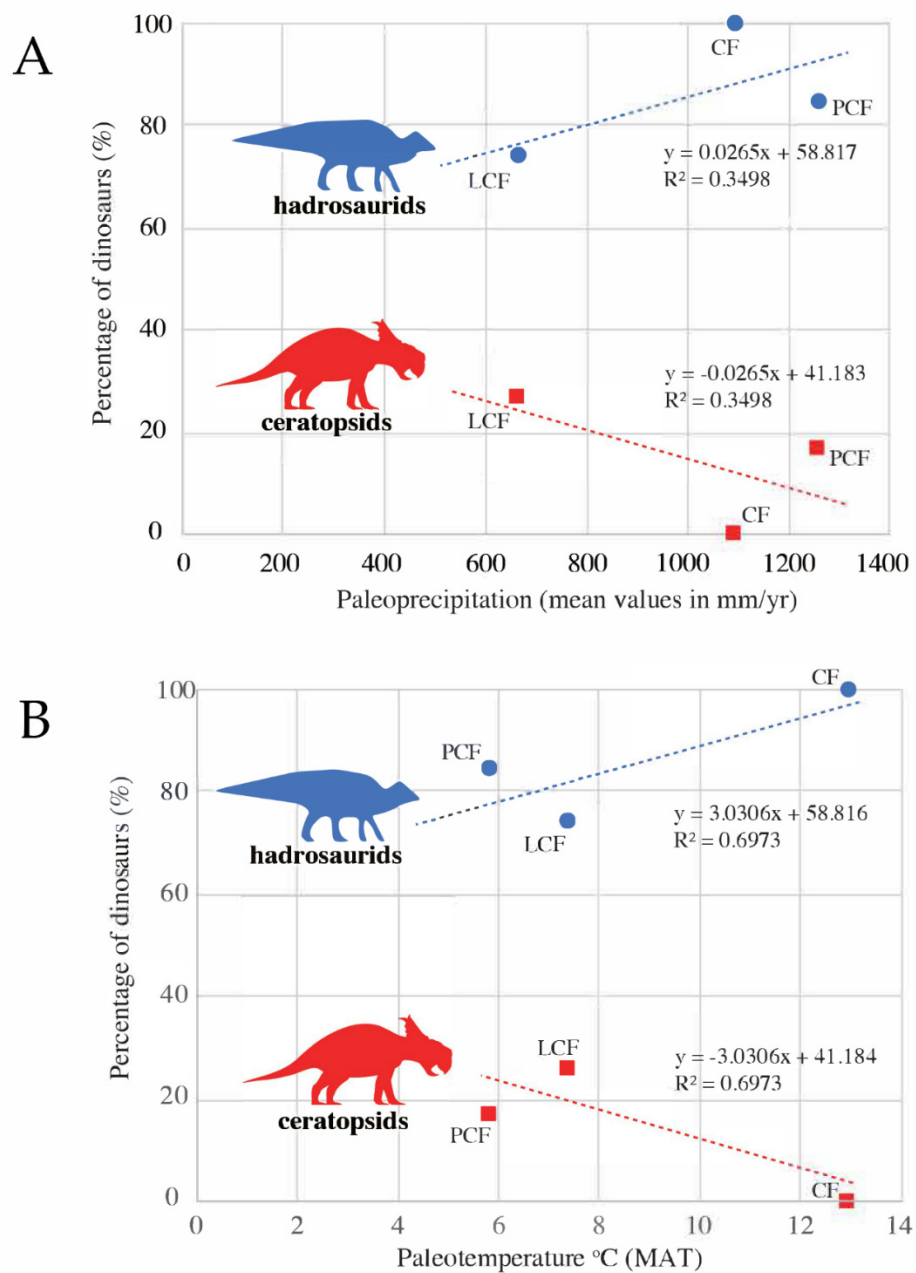 A
Percentage of dinosaurs (%)
100
80
60
40
20
0
CF
PCF
LCF
hadrosaurids
y = 0.0265x + 58.817
R² = 0.3498
y = -0.0265x + 41.183
R² = 0.3498
LCF
ceratopsids
PCF
CF
0 200 400 600 800 1000 1200 1400
Paleoprecipitation (mean values in mm/yr)
B
Percentage of dinosaurs (%)
100
80
60
40
20
0
CF
PCF
LCF
hadrosaurids
y = 3.0306x + 58.816
R² = 0.6973
LCF
y = -3.0306x + 41.184
R² = 0.6973
ceratopsids
PCF
CF
0 2 4 6 8 10 12 14
Paleotemperature ºC (MAT)